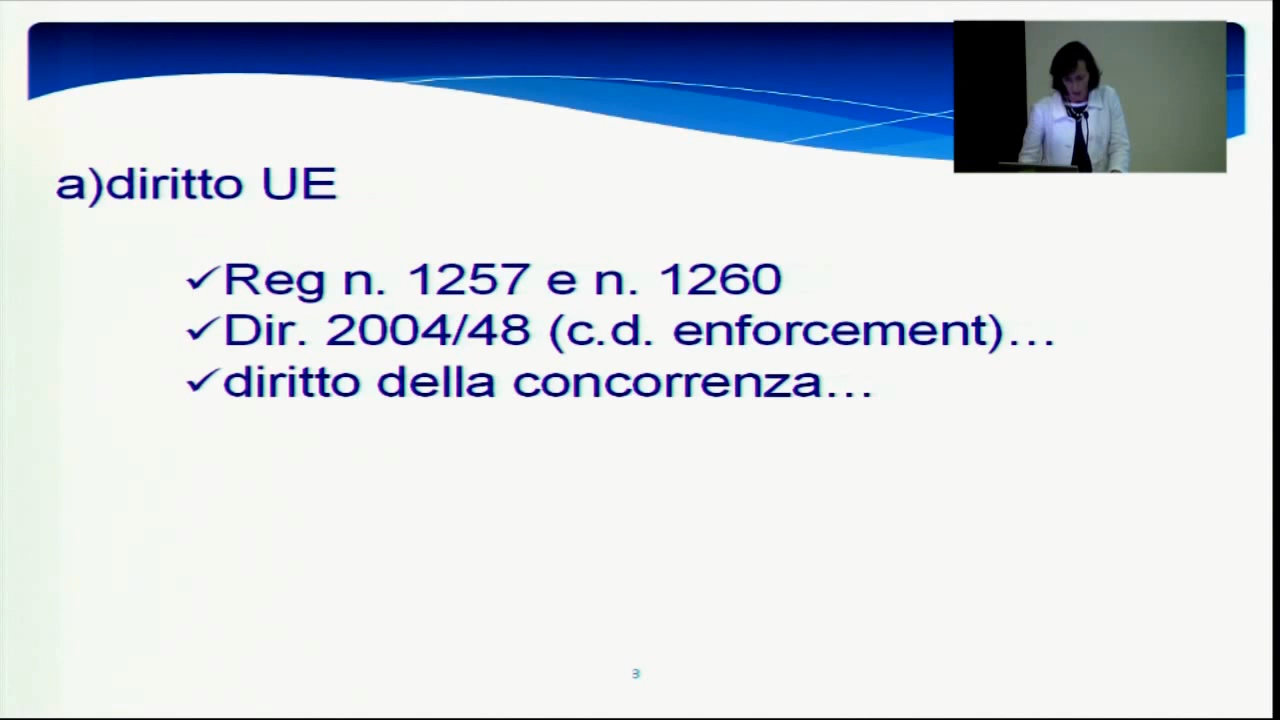 a)diritto UE
✓Reg n. 1257 e n. 1260
✓Dir. 2004/48 (c.d. enforcement)…
✓diritto della concorrenza…
3